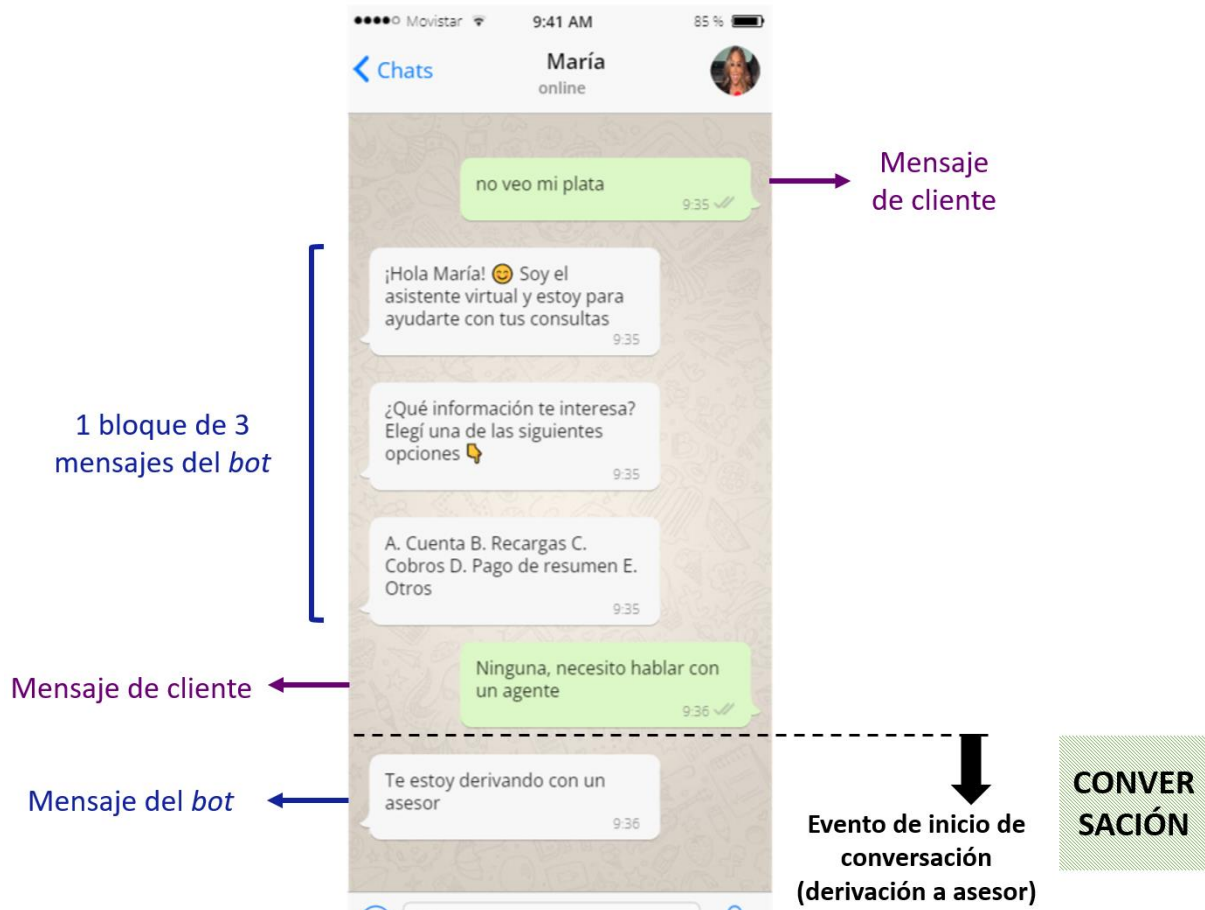 Movistar 9:41 AM 85 %
Chats
María
online
no veo mi plata
9:35
Mensaje
de cliente
¡Hola María! 😊 Soy el
asistente virtual y estoy para
ayudarte con tus consultas
9:35
1 bloque de 3
mensajes del bot
¿Qué información te interesa?
Elegí una de las siguientes
opciones 👇
9:35
A. Cuenta B. Recargas C.
Cobros D. Pago de resumen E.
Otros
9:35
Mensaje de cliente
Ninguna, necesito hablar con
un agente
9:36
Mensaje del bot
Te estoy derivando con un
asesor
9:36
Evento de inicio de
conversación
(derivación a asesor)
CONVER
SACIÓN